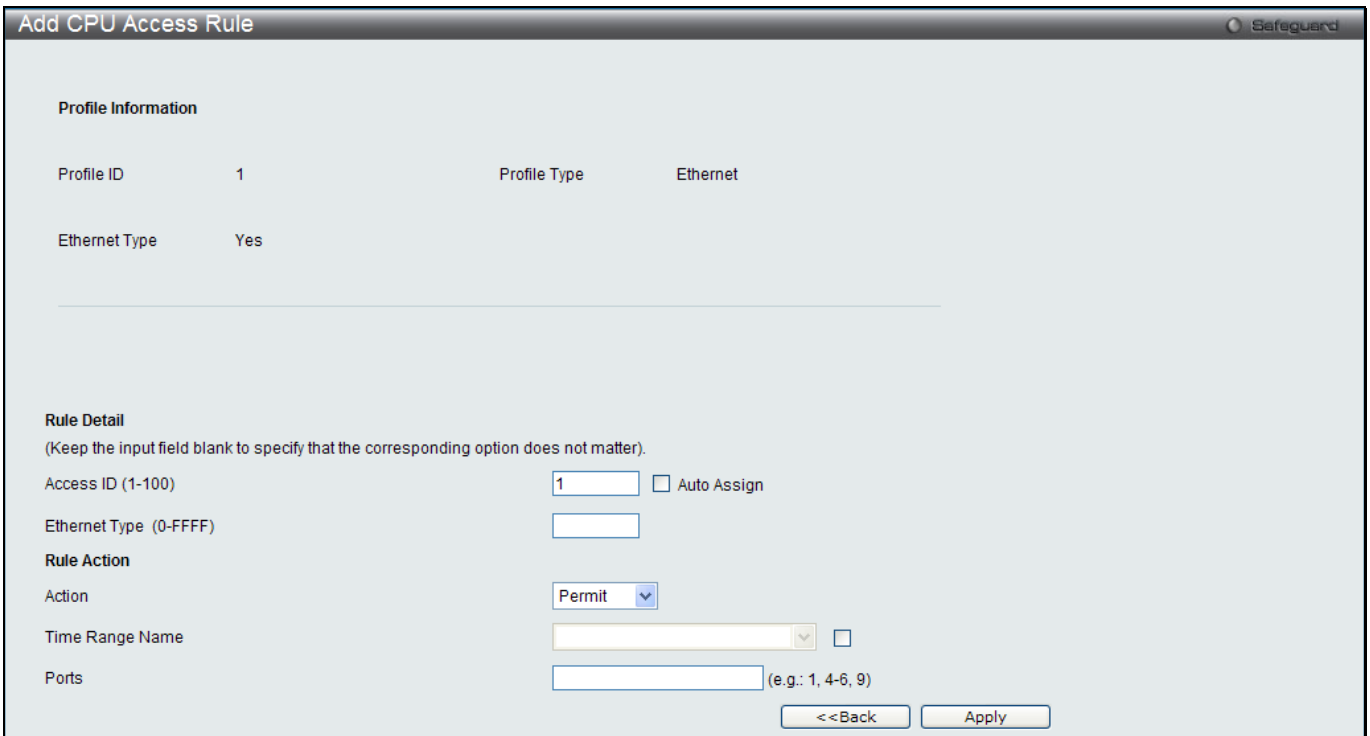 Add CPU Access Rule
Safeguard
Profile Information
Profile ID 1 Profile Type Ethernet
Ethernet Type Yes
Rule Detail
(Keep the input field blank to specify that the corresponding option does not matter).
Access ID (1-100) 1 Auto Assign
Ethernet Type (0-FFFF)
Rule Action
Action Permit
Time Range Name
Ports (e.g.: 1, 4-6, 9)
<<Back Apply